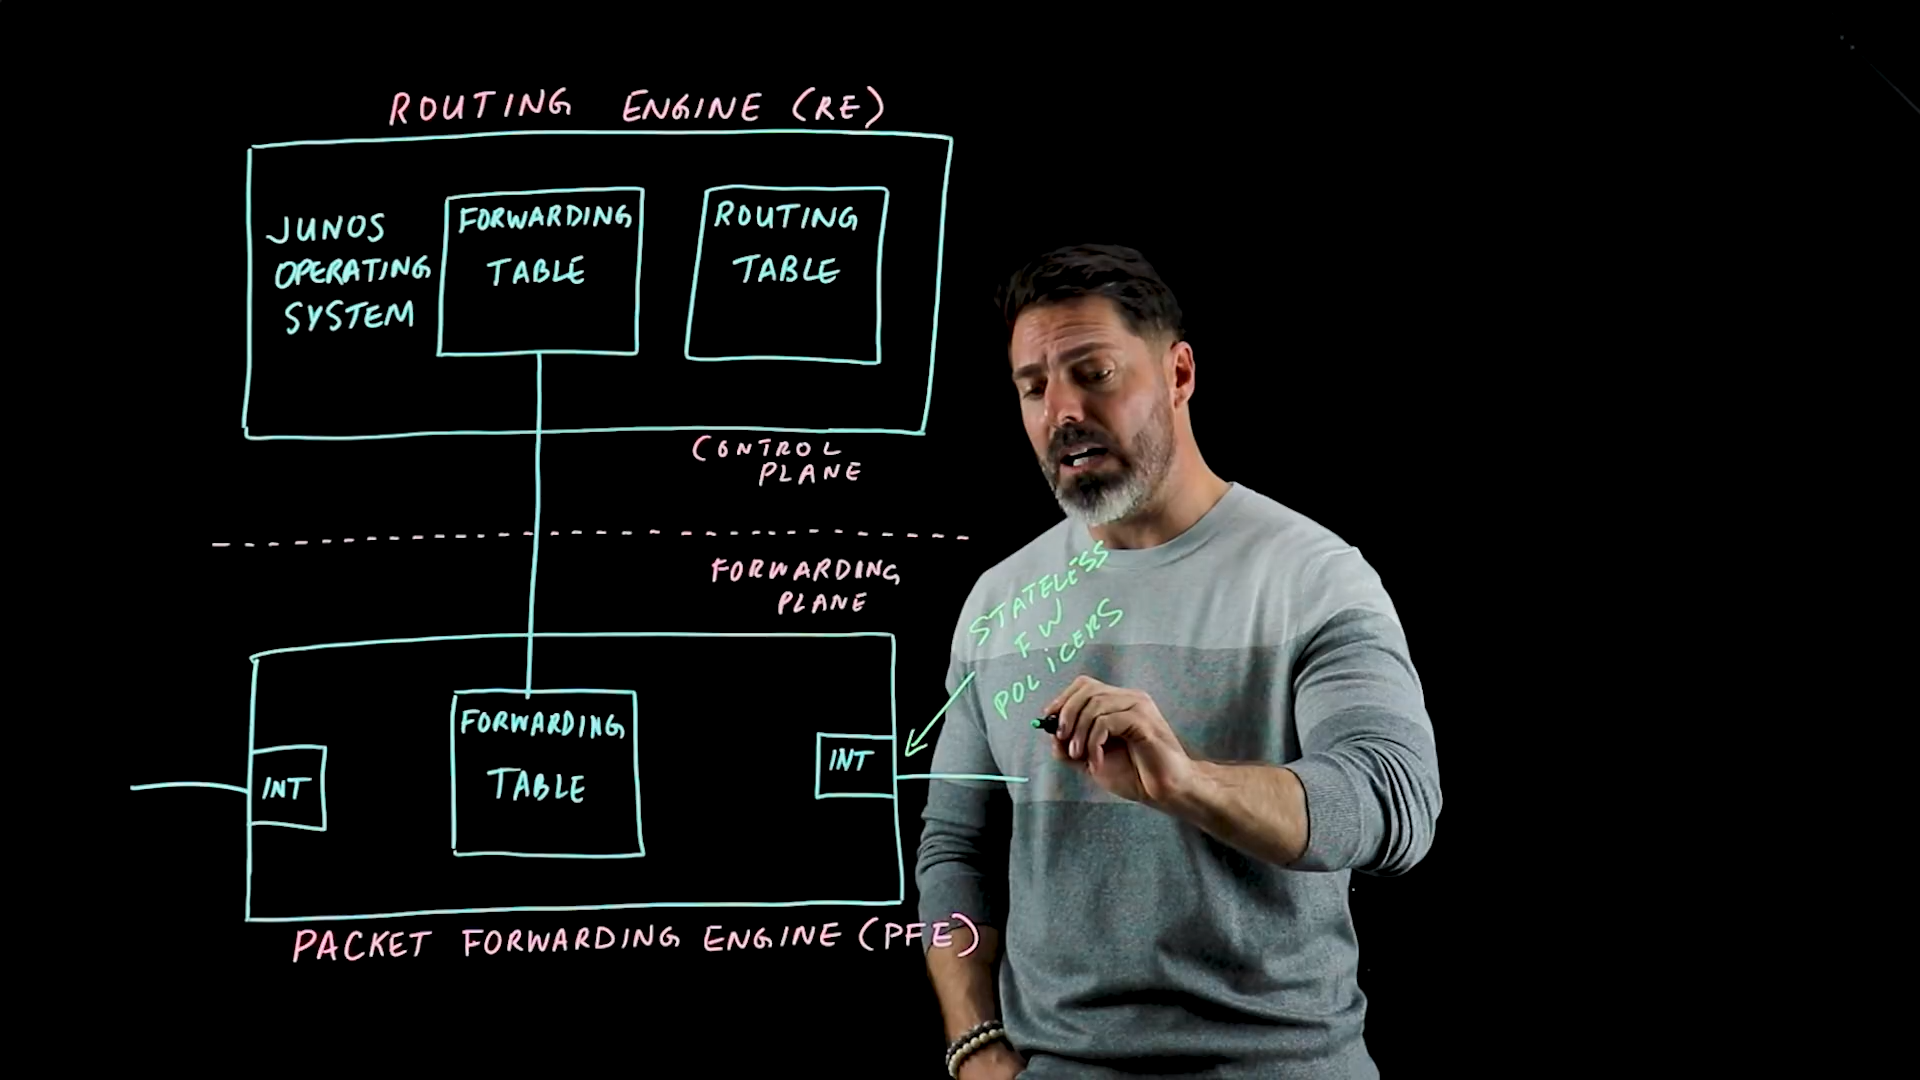 ROUTING ENGINE (RE)
JUNOS
OPERATING
SYSTEM
FORWARDING
TABLE
ROUTING
TABLE
CONTROL
PLANE
FORWARDING
PLANE
STATELESS
FW
POLICERS
FORWARDING
TABLE
INT
INT
PACKET FORWARDING ENGINE (PFE)